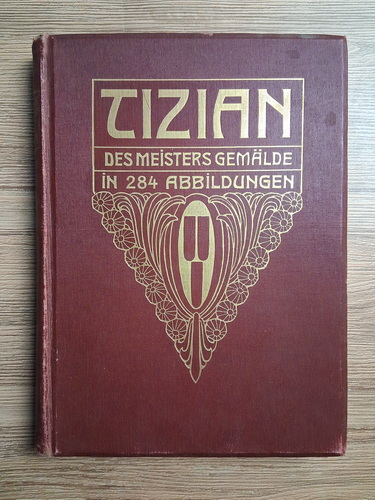 TIZIAN
DES MEISTERS GEMÄLDE
IN 284 ABBILDUNGEN